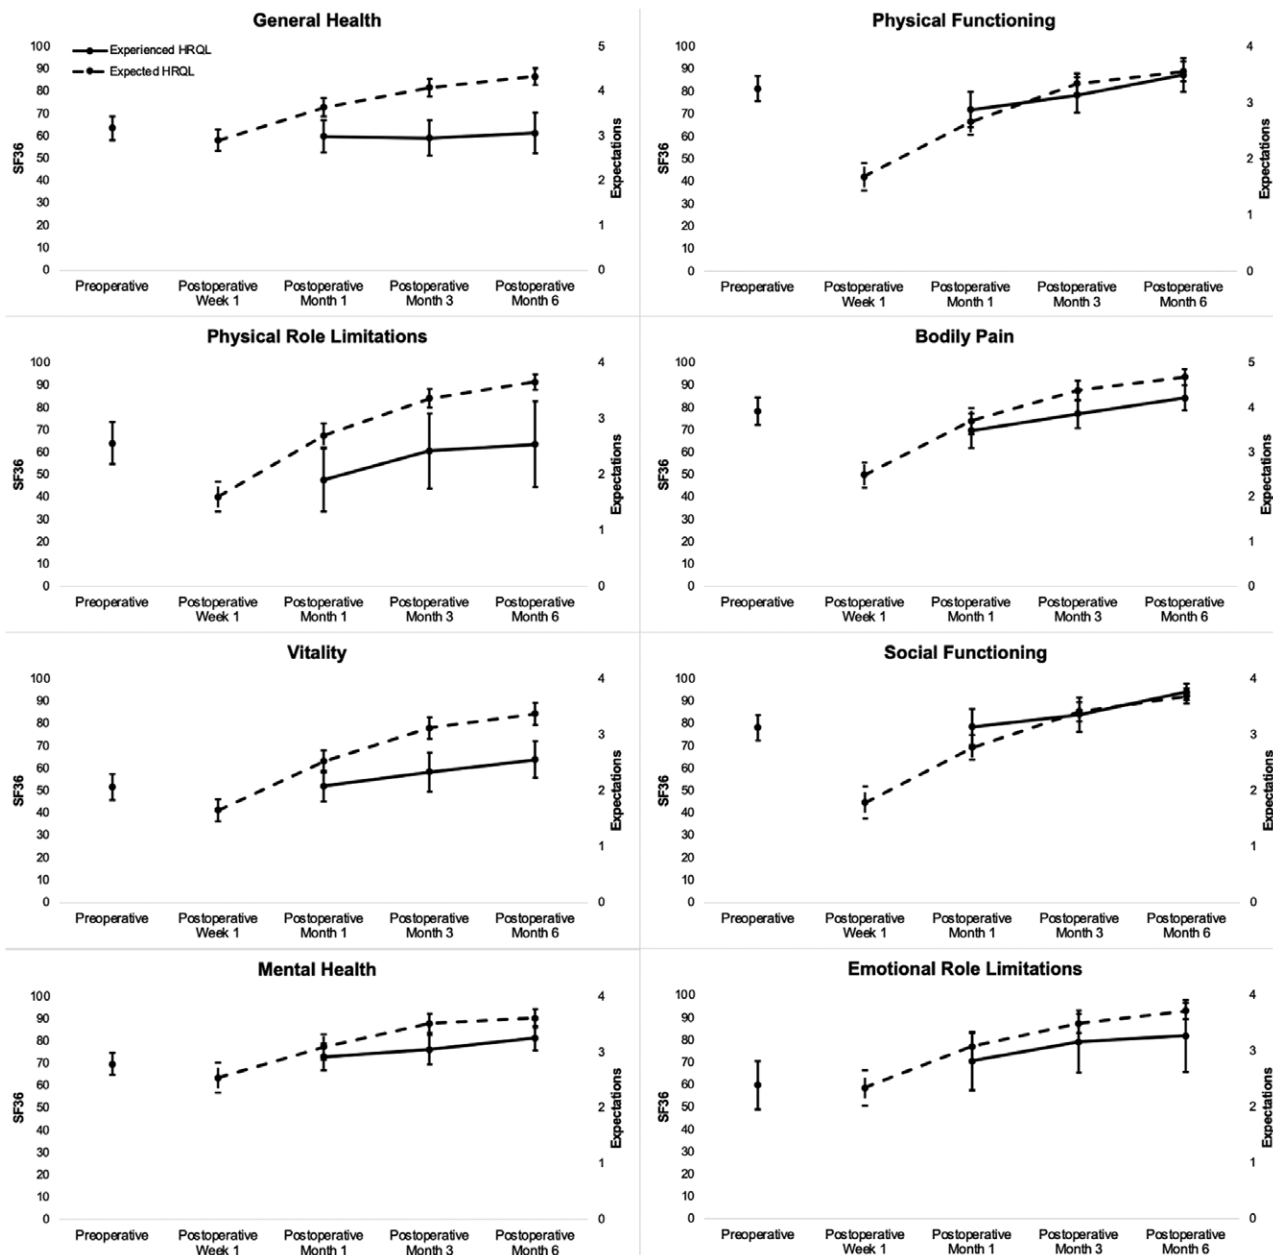 General Health
Experienced HRQL
Expected HRQL
100
90
80
70
60
50
40
30
20
10
0
SF36
5
4
3
2
1
0
Expectations
Preoperative
Postoperative
Week 1
Postoperative
Month 1
Postoperative
Month 3
Postoperative
Month 6
Physical Functioning
100
90
80
70
60
50
40
30
20
10
0
SF36
4
3
2
1
0
Expectations
Preoperative
Postoperative
Week 1
Postoperative
Month 1
Postoperative
Month 3
Postoperative
Month 6
Physical Role Limitations
100
90
80
70
60
50
40
30
20
10
0
SF36
4
3
2
1
0
Expectations
Preoperative
Postoperative
Week 1
Postoperative
Month 1
Postoperative
Month 3
Postoperative
Month 6
Bodily Pain
100
90
80
70
60
50
40
30
20
10
0
SF36
5
4
3
2
1
0
Expectations
Preoperative
Postoperative
Week 1
Postoperative
Month 1
Postoperative
Month 3
Postoperative
Month 6
Vitality
100
90
80
70
60
50
40
30
20
10
0
SF36
4
3
2
1
0
Expectations
Preoperative
Postoperative
Week 1
Postoperative
Month 1
Postoperative
Month 3
Postoperative
Month 6
Social Functioning
100
90
80
70
60
50
40
30
20
10
0
SF36
4
3
2
1
0
Expectations
Preoperative
Postoperative
Week 1
Postoperative
Month 1
Postoperative
Month 3
Postoperative
Month 6
Mental Health
100
90
80
70
60
50
40
30
20
10
0
SF36
4
3
2
1
0
Expectations
Preoperative
Postoperative
Week 1
Postoperative
Month 1
Postoperative
Month 3
Postoperative
Month 6
Emotional Role Limitations
100
90
80
70
60
50
40
30
20
10
0
SF36
4
3
2
1
0
Expectations
Preoperative
Postoperative
Week 1
Postoperative
Month 1
Postoperative
Month 3
Postoperative
Month 6